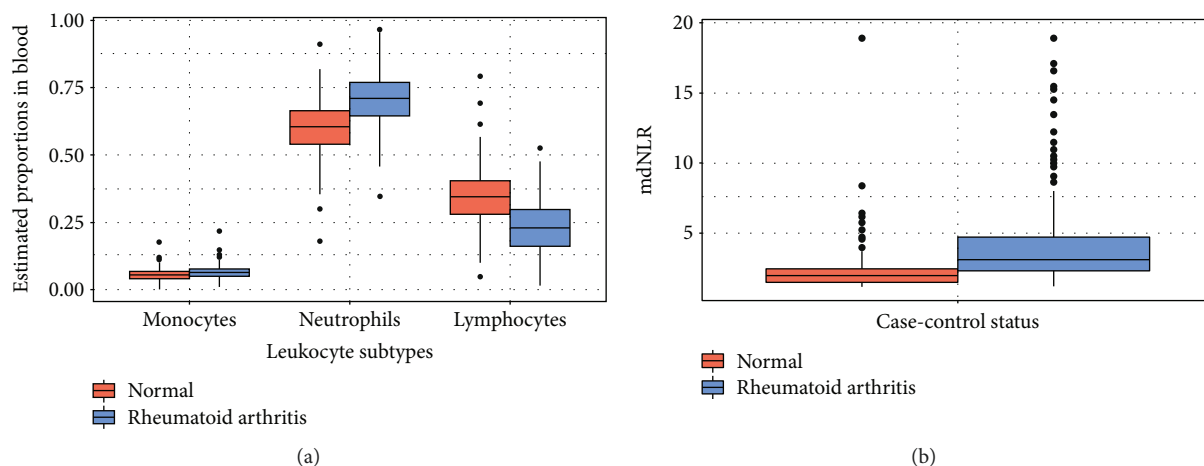 Estimated proportions in blood
1.00
0.75
0.50
0.25
0.00
Monocytes
Neutrophils
Lymphocytes
Leukocyte subtypes
Normal
Rheumatoid arthritis
(a)
mdNLR
20
15
10
5
Case-control status
Normal
Rheumatoid arthritis
(b)